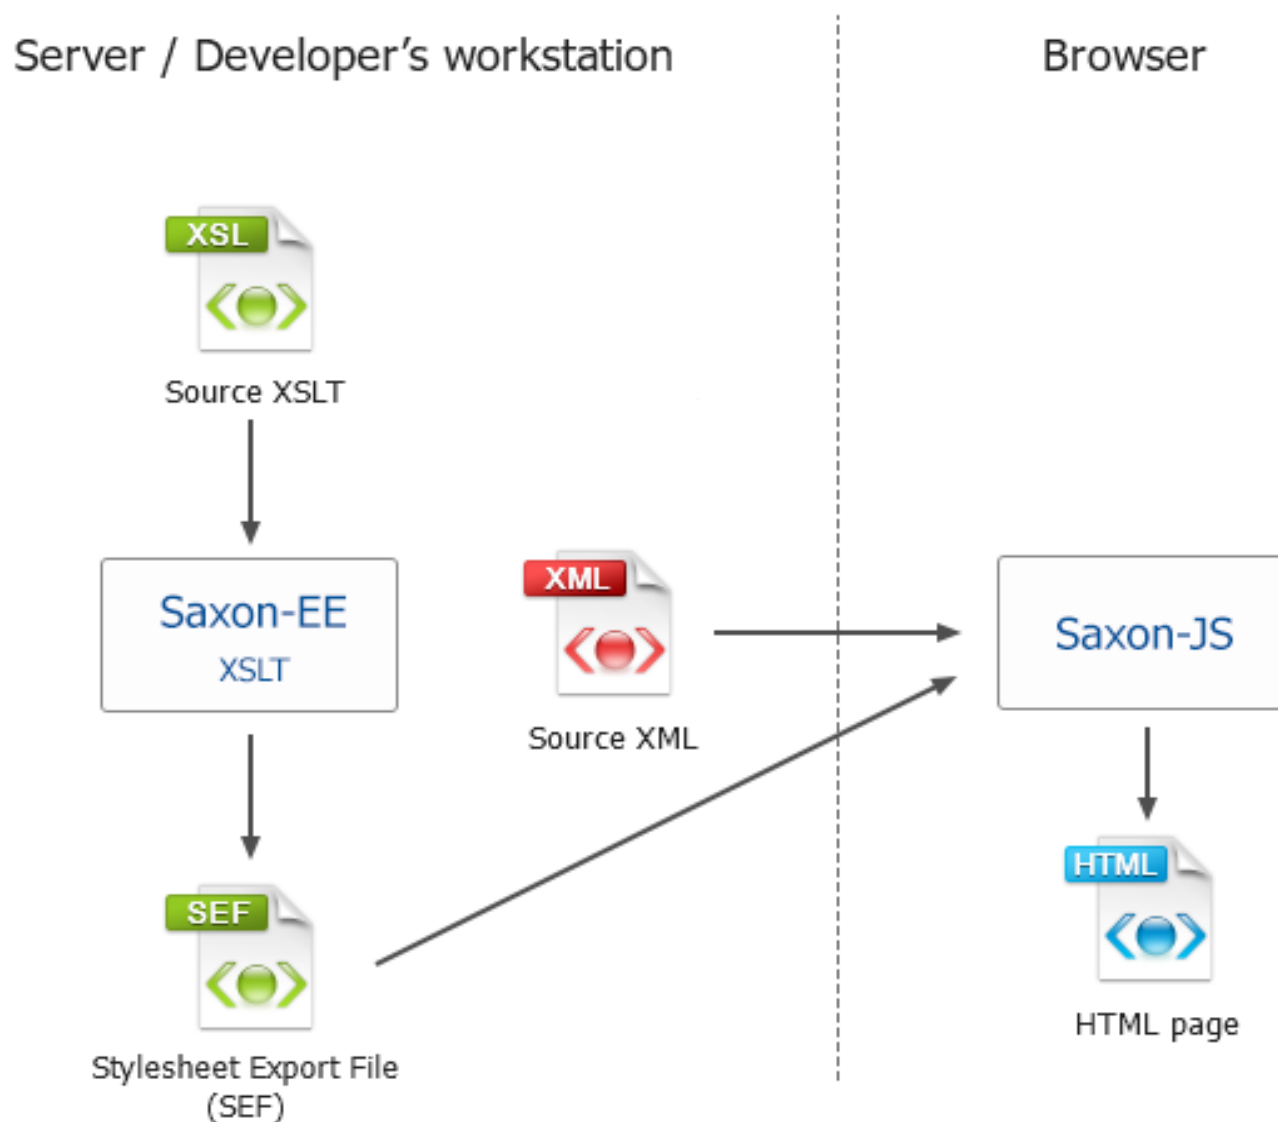 Server / Developer’s workstation
Browser
XSL
Source XSLT
Saxon-EE
XSLT
XML
Source XML
Saxon-JS
SEF
Stylesheet Export File
(SEF)
HTML
HTML page